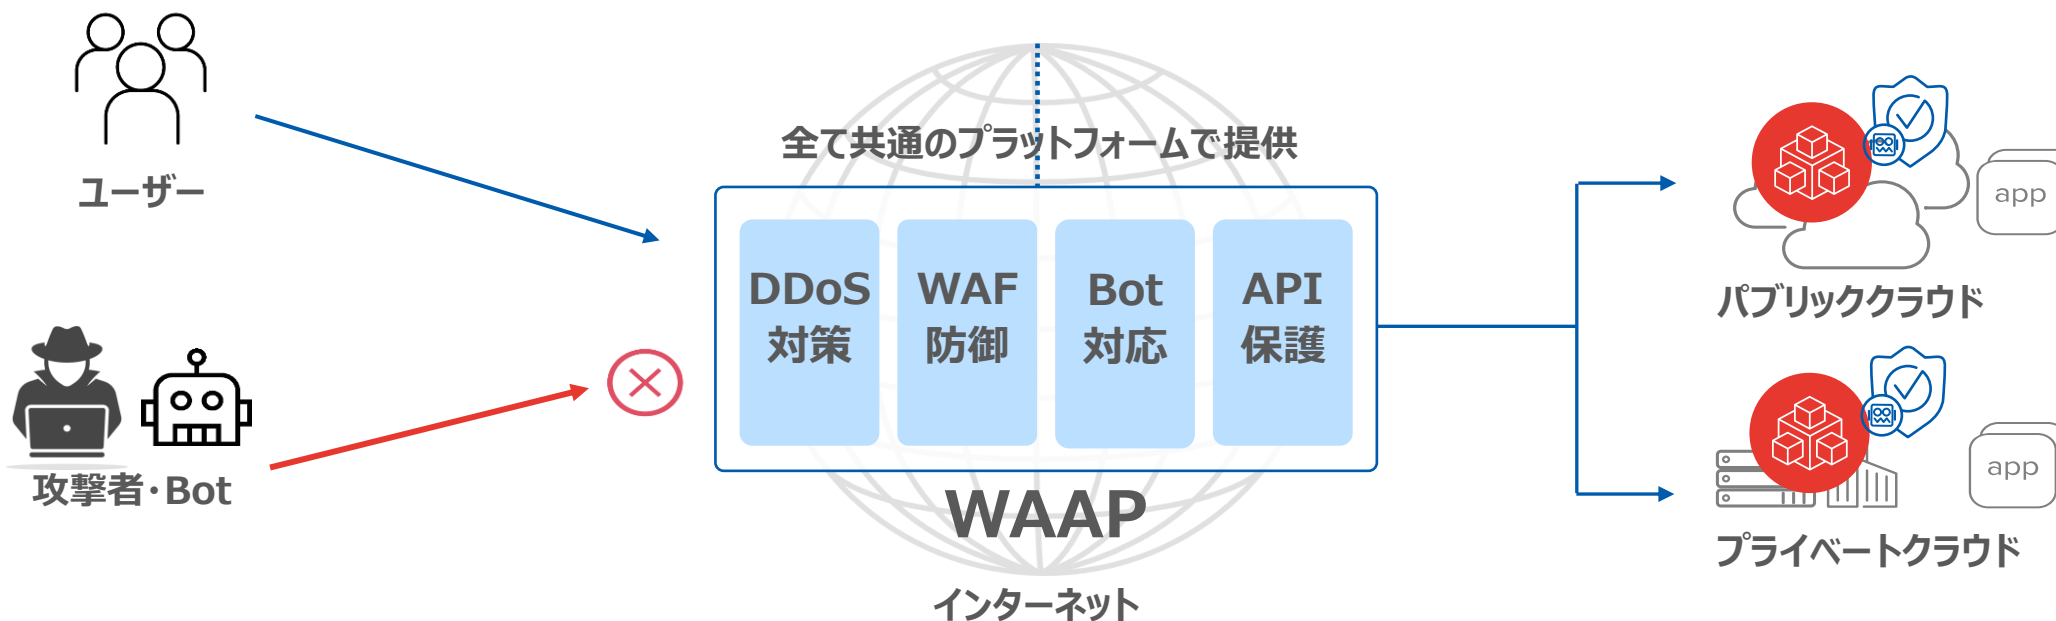 ユーザー
攻撃者・Bot
全て共通のプラットフォームで提供
DDoS
対策
WAF
防御
Bot
対応
API
保護
WAAP
インターネット
app
パブリッククラウド
app
プライベートクラウド